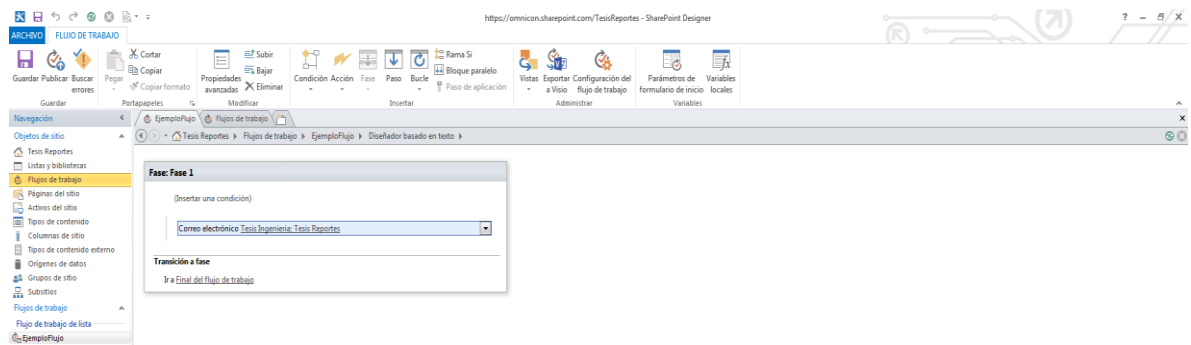 https://omnicon.sharepoint.com/TesisReportes - SharePoint Designer
ARCHIVO FLUJO DE TRABAJO
Guardar Publicar Buscar errores
Guardar
Pegar
Cortar
Copiar
Copiar formato
Portapapeles
Propiedades avanzadas
Subir
Bajar
Eliminar
Modificar
Condición Acción Fase Paso Bucle
Rama Si
Bloque paralelo
Paso de aplicación
Insertar
Vistas Exportar a Visio Configuración del flujo de trabajo
Administrar
Parámetros de formulario de inicio Variables locales
Variables
Navegación
Objetos de sitio
Tesis Reportes
Listas y bibliotecas
Flujos de trabajo
Páginas del sitio
Activos del sitio
Tipos de contenido
Columnas de sitio
Tipos de contenido externo
Orígenes de datos
Grupos de sitio
Subsitios
Flujos de trabajo
Flujo de trabajo de lista
EjemploFlujo
EjemploFlujo Flujos de trabajo
Tesis Reportes Flujos de trabajo EjemploFlujo Diseñador basado en texto
Fase: Fase 1
(Insertar una condición)
Correo electrónico Tesis Ingenieria; Tesis Reportes
Transición a fase
Ir a Final del flujo de trabajo